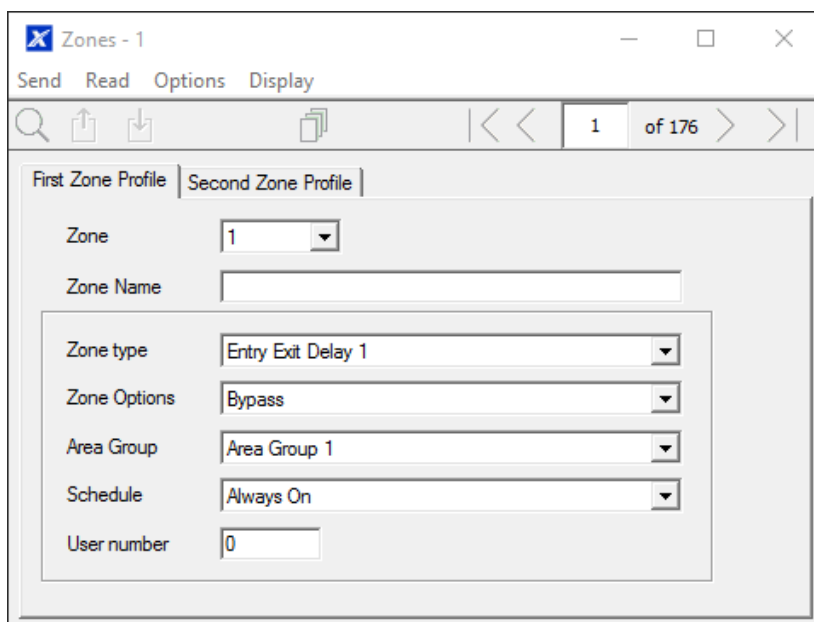 Zones - 1
Send Read Options Display
1 of 176
First Zone Profile Second Zone Profile
Zone 1
Zone Name
Zone type Entry Exit Delay 1
Zone Options Bypass
Area Group Area Group 1
Schedule Always On
User number 0